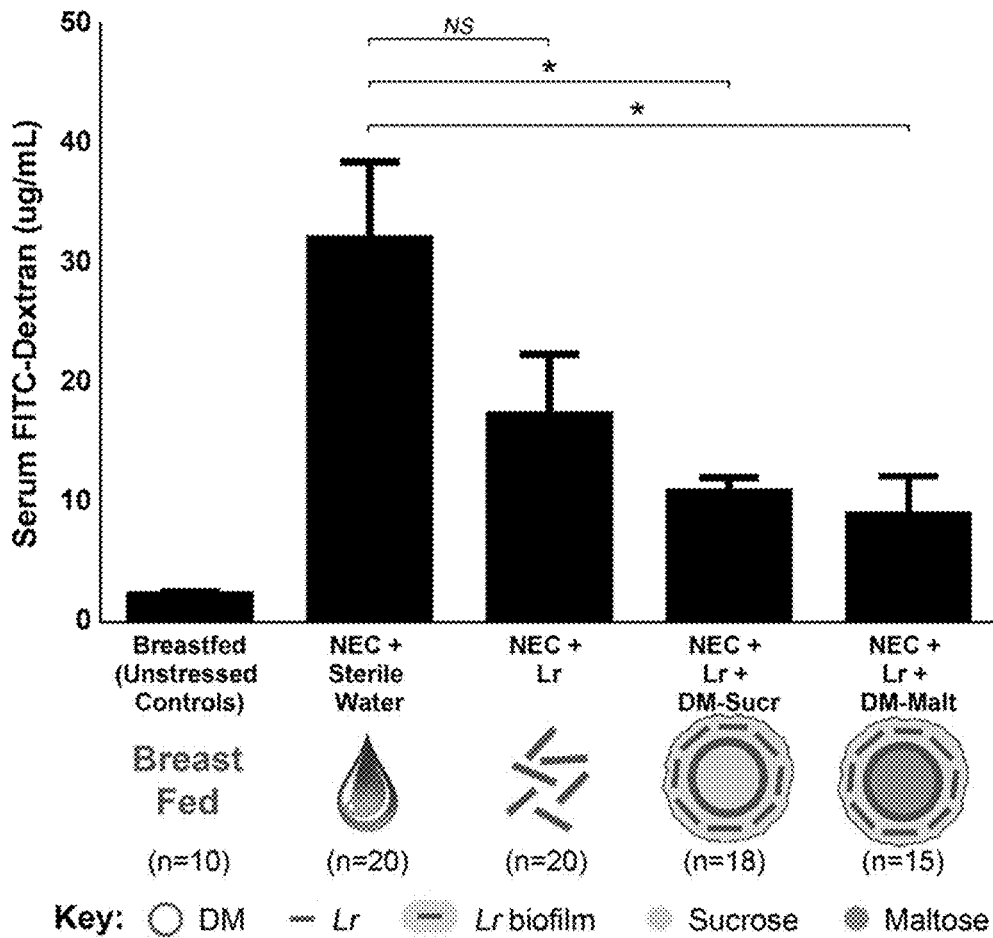 50
40
30
20
10
0
Serum FITC-Dextran (ug/mL)
NS
*
*
Breastfed
(Unstressed
Controls)
NEC +
Sterile
Water
NEC +
Lr
NEC +
Lr +
DM-Sucr
NEC +
Lr +
DM-Malt
Breast
Fed
(n=10)
(n=20)
(n=20)
(n=18)
(n=15)
Key: DM Lr Lr biofilm Sucrose Maltose